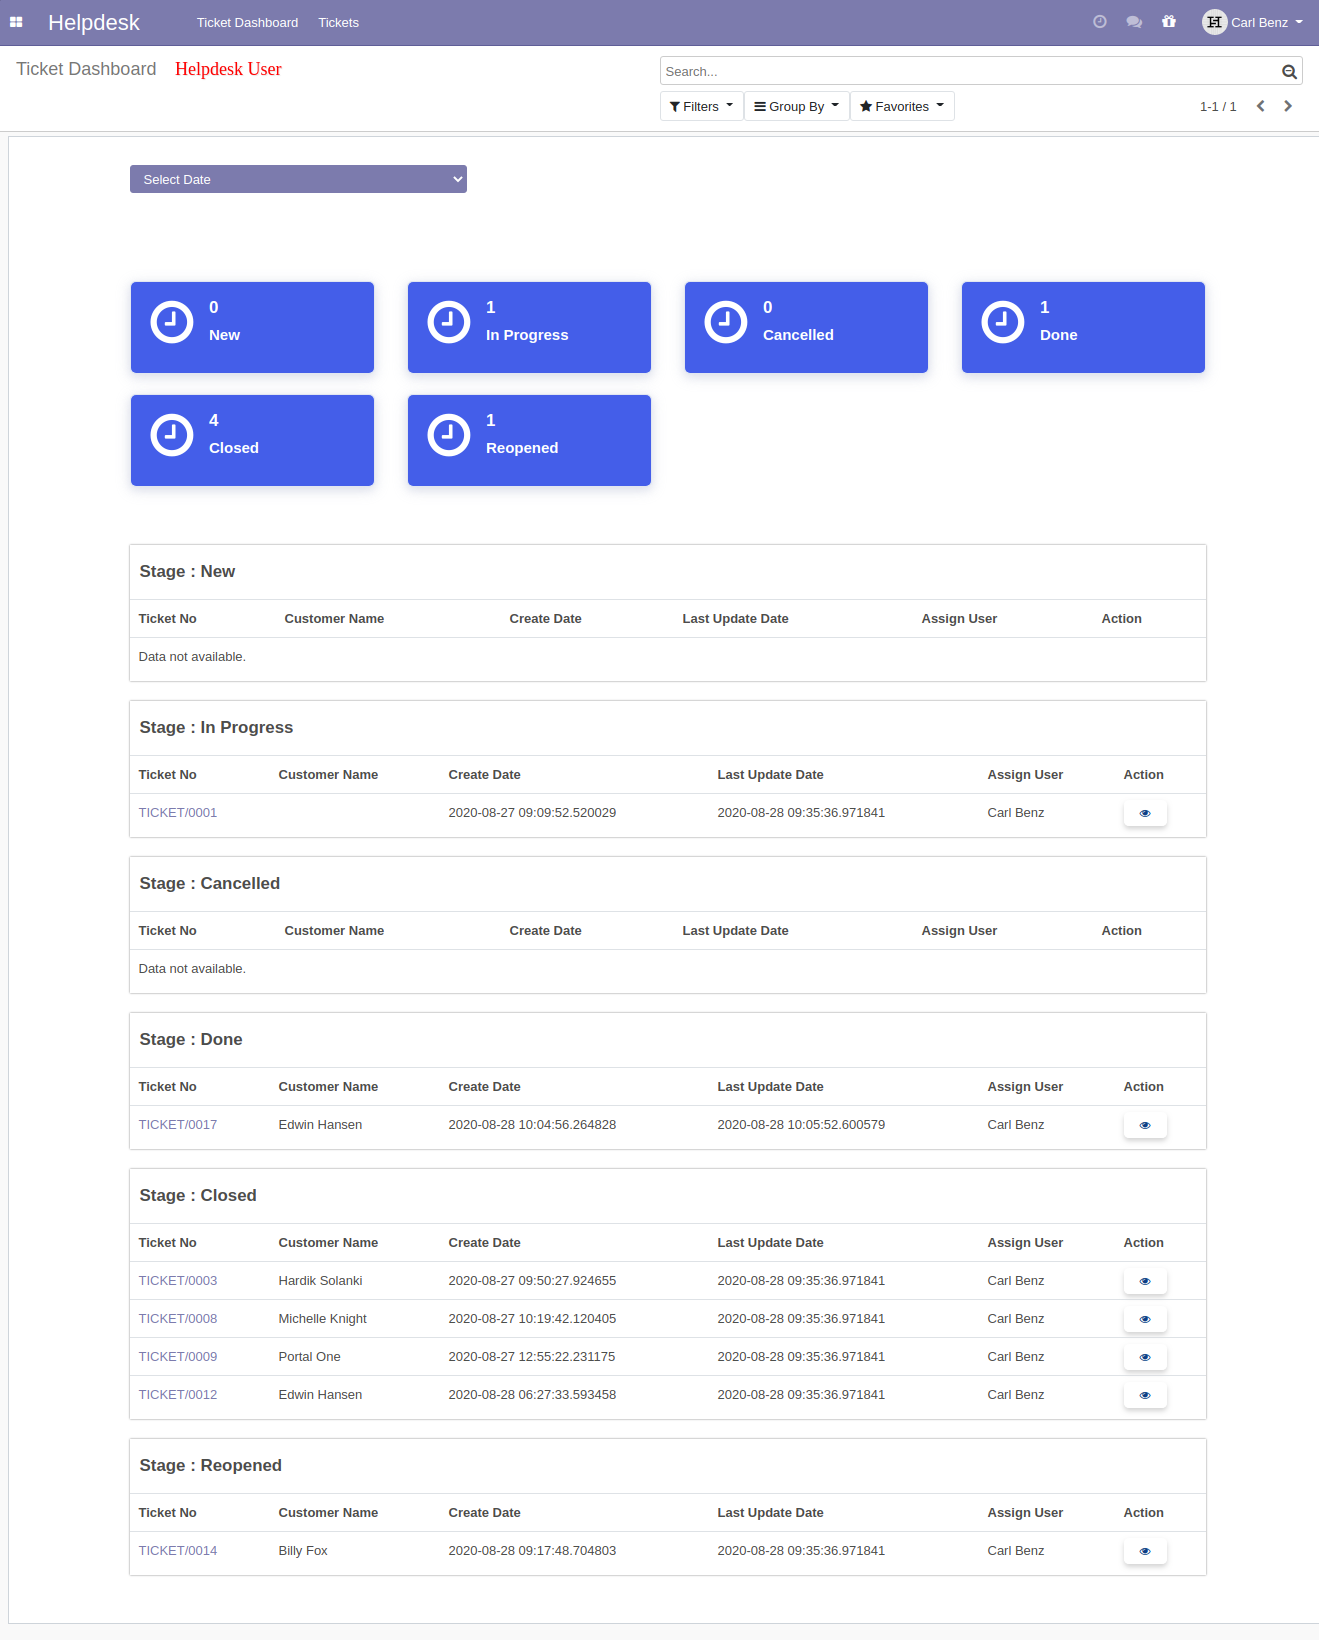 Helpdesk Ticket Dashboard Tickets Carl Benz
Ticket Dashboard Helpdesk User
Search...
Filters Group By Favorites 1-1 / 1
Select Date
0
New
1
In Progress
0
Cancelled
1
Done
4
Closed
1
Reopened
Stage : New
Ticket No Customer Name Create Date Last Update Date Assign User Action
Data not available.
Stage : In Progress
Ticket No Customer Name Create Date Last Update Date Assign User Action
TICKET/0001 2020-08-27 09:09:52.520029 2020-08-28 09:35:36.971841 Carl Benz
Stage : Cancelled
Ticket No Customer Name Create Date Last Update Date Assign User Action
Data not available.
Stage : Done
Ticket No Customer Name Create Date Last Update Date Assign User Action
TICKET/0017 Edwin Hansen 2020-08-28 10:04:56.264828 2020-08-28 10:05:52.600579 Carl Benz
Stage : Closed
Ticket No Customer Name Create Date Last Update Date Assign User Action
TICKET/0003 Hardik Solanki 2020-08-27 09:50:27.924655 2020-08-28 09:35:36.971841 Carl Benz
TICKET/0008 Michelle Knight 2020-08-27 10:19:42.120405 2020-08-28 09:35:36.971841 Carl Benz
TICKET/0009 Portal One 2020-08-27 12:55:22.231175 2020-08-28 09:35:36.971841 Carl Benz
TICKET/0012 Edwin Hansen 2020-08-28 06:27:33.593458 2020-08-28 09:35:36.971841 Carl Benz
Stage : Reopened
Ticket No Customer Name Create Date Last Update Date Assign User Action
TICKET/0014 Billy Fox 2020-08-28 09:17:48.704803 2020-08-28 09:35:36.971841 Carl Benz